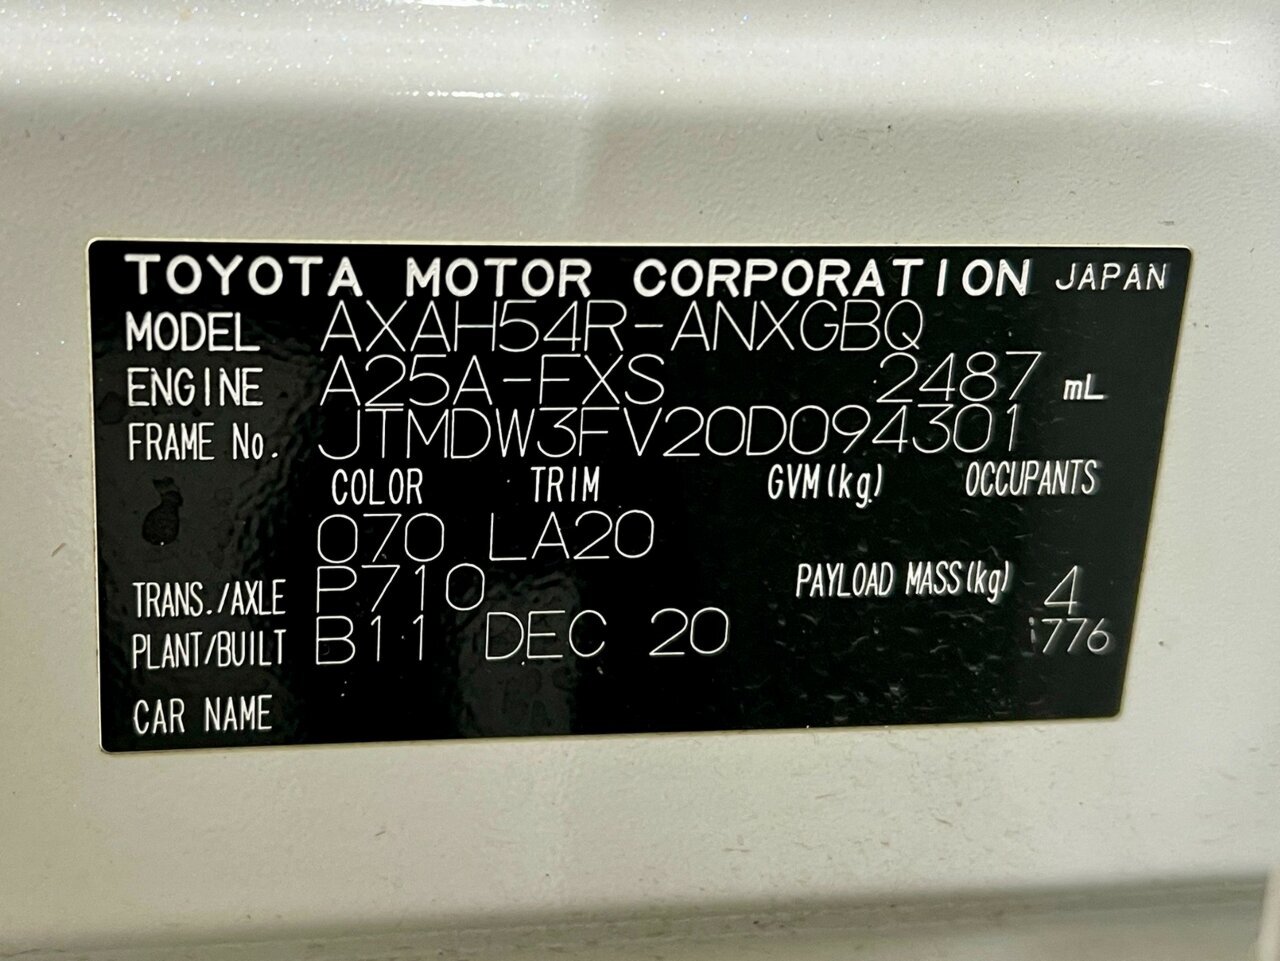 TOYOTA MOTOR CORPORATION JAPAN
MODEL AXAH54R-ANXGBQ
ENGINE A25A-FXS 2487 mL
FRAME No. JTMDW3FV20D094301
COLOR TRIM GVM(kg) OCCUPANTS
070 LA20
TRANS./AXLE P710 PAYLOAD MASS(kg) 4
PLANT/BUILT B11 DEC 20 i776
CAR NAME